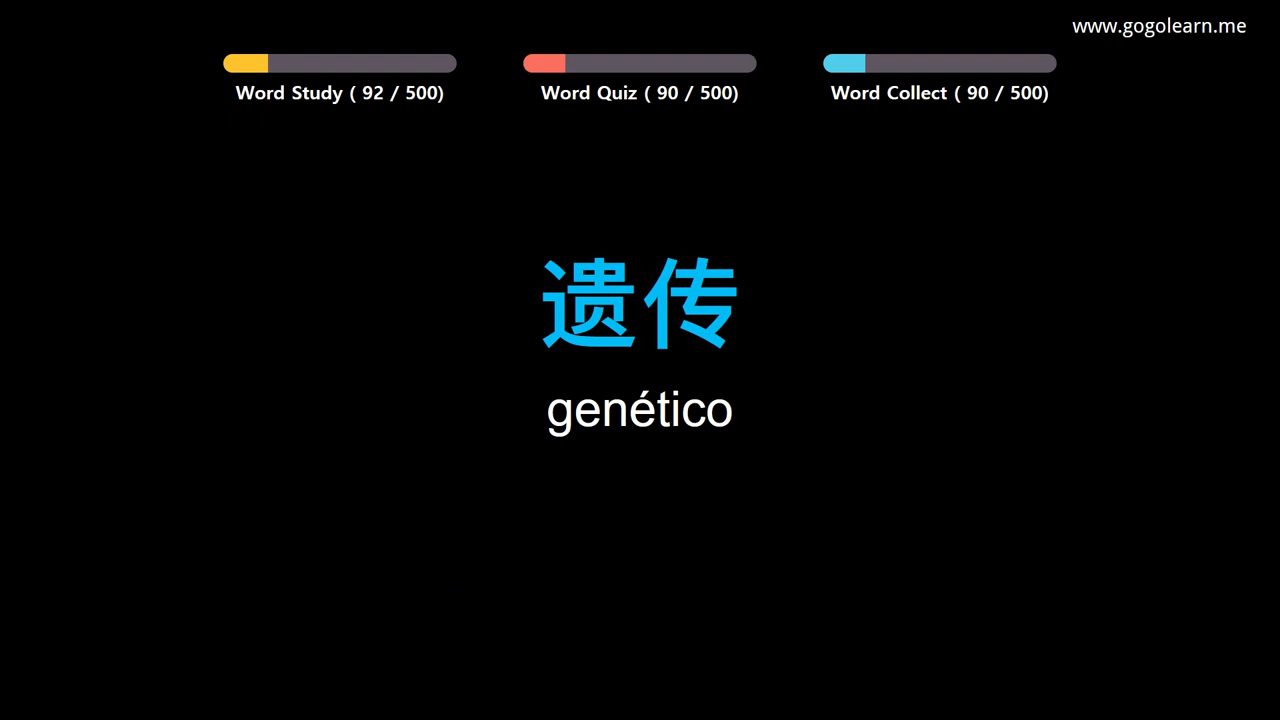 www.gogolearn.me
Word Study ( 92 / 500)
Word Quiz ( 90 / 500)
Word Collect ( 90 / 500)
遗传
genético